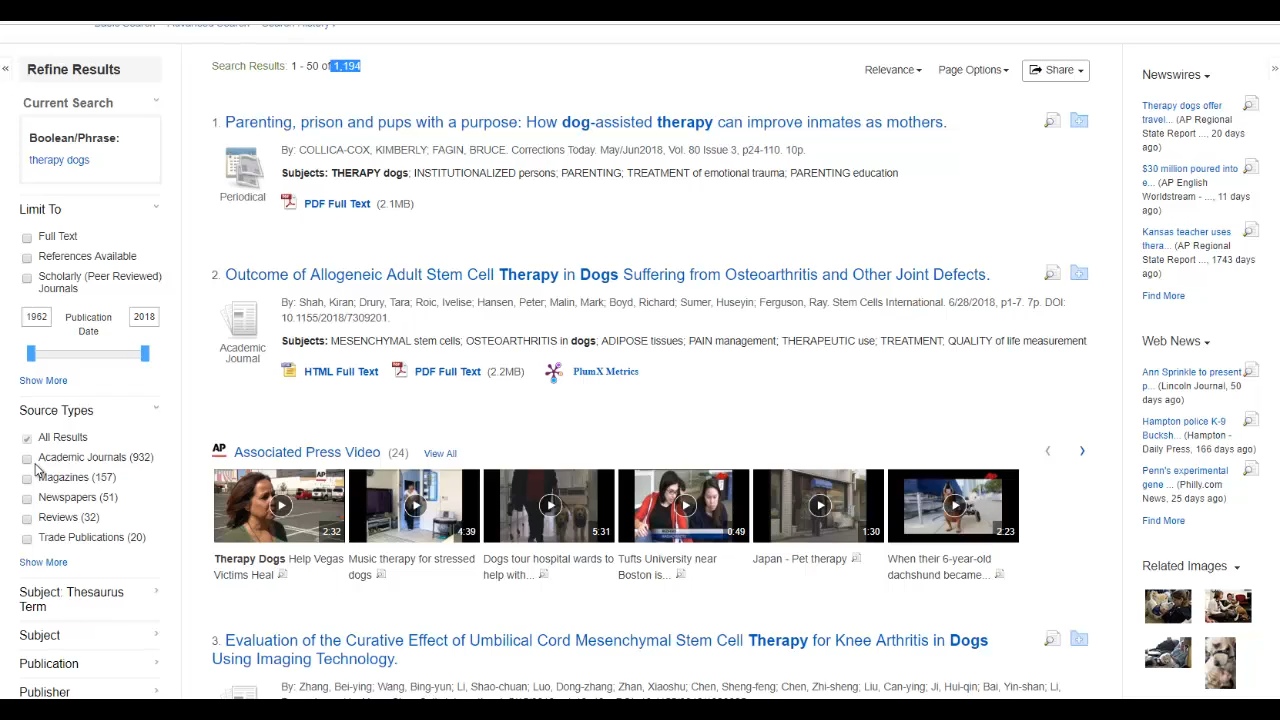 Basic Search Advanced Search Search History
«
Refine Results
Current Search
Boolean/Phrase:
therapy dogs
Limit To
Full Text
References Available
Scholarly (Peer Reviewed)
Journals
1962
Publication
Date
2018
Show More
Source Types
All Results
Academic Journals (932)
Magazines (157)
Newspapers (51)
Reviews (32)
Trade Publications (20)
Show More
Subject: Thesaurus
Term
Subject
Publication
Publisher
Search Results: 1 - 50 of 1,194
Relevance
Page Options
Share
1. Parenting, prison and pups with a purpose: How dog-assisted therapy can improve inmates as mothers.
By: COLLICA-COX, KIMBERLY; FAGIN, BRUCE. Corrections Today. May/Jun2018, Vol. 80 Issue 3, p24-110. 10p.
Subjects: THERAPY dogs; INSTITUTIONALIZED persons; PARENTING; TREATMENT of emotional trauma; PARENTING education
Periodical
PDF Full Text (2.1MB)
2. Outcome of Allogeneic Adult Stem Cell Therapy in Dogs Suffering from Osteoarthritis and Other Joint Defects.
By: Shah, Kiran; Drury, Tara; Roic, Ivelise; Hansen, Peter; Malin, Mark; Boyd, Richard; Sumer, Huseyin; Ferguson, Ray. Stem Cells International. 6/28/2018, p1-7. 7p. DOI:
10.1155/2018/7309201.
Subjects: MESENCHYMAL stem cells; OSTEOARTHRITIS in dogs; ADIPOSE tissues; PAIN management; THERAPEUTIC use; TREATMENT; QUALITY of life measurement
Academic
Journal
HTML Full Text PDF Full Text (2.2MB) PlumX Metrics
AP Associated Press Video (24) View All
AP
2:32
4:39
5:31
0:49
1:30
2:23
Therapy Dogs Help Vegas
Victims Heal
Music therapy for stressed
dogs
Dogs tour hospital wards to
help with...
Tufts University near
Boston is...
Japan - Pet therapy
When their 6-year-old
dachshund became...
3. Evaluation of the Curative Effect of Umbilical Cord Mesenchymal Stem Cell Therapy for Knee Arthritis in Dogs
Using Imaging Technology.
By: Zhang, Bei-ying; Wang, Bing-yun; Li, Shao-chuan; Luo, Dong-zhang; Zhan, Xiaoshu; Chen, Sheng-feng; Chen, Zhi-sheng; Liu, Can-ying; Ji, Hui-qin; Bai, Yin-shan; Li,
»
Newswires
Therapy dogs offer
travel... (AP Regional
State Report ..., 20 days
ago)
$30 million poured into
e... (AP English
Worldstream - ..., 11 days
ago)
Kansas teacher uses
thera... (AP Regional
State Report ..., 1743 days
ago)
Find More
Web News
Ann Sprinkle to present
p... (Lincoln Journal, 50
days ago)
Hampton police K-9
Bucksh... (Hampton -
Daily Press, 166 days ago)
Penn's experimental
gene ... (Philly.com
News, 25 days ago)
Find More
Related Images